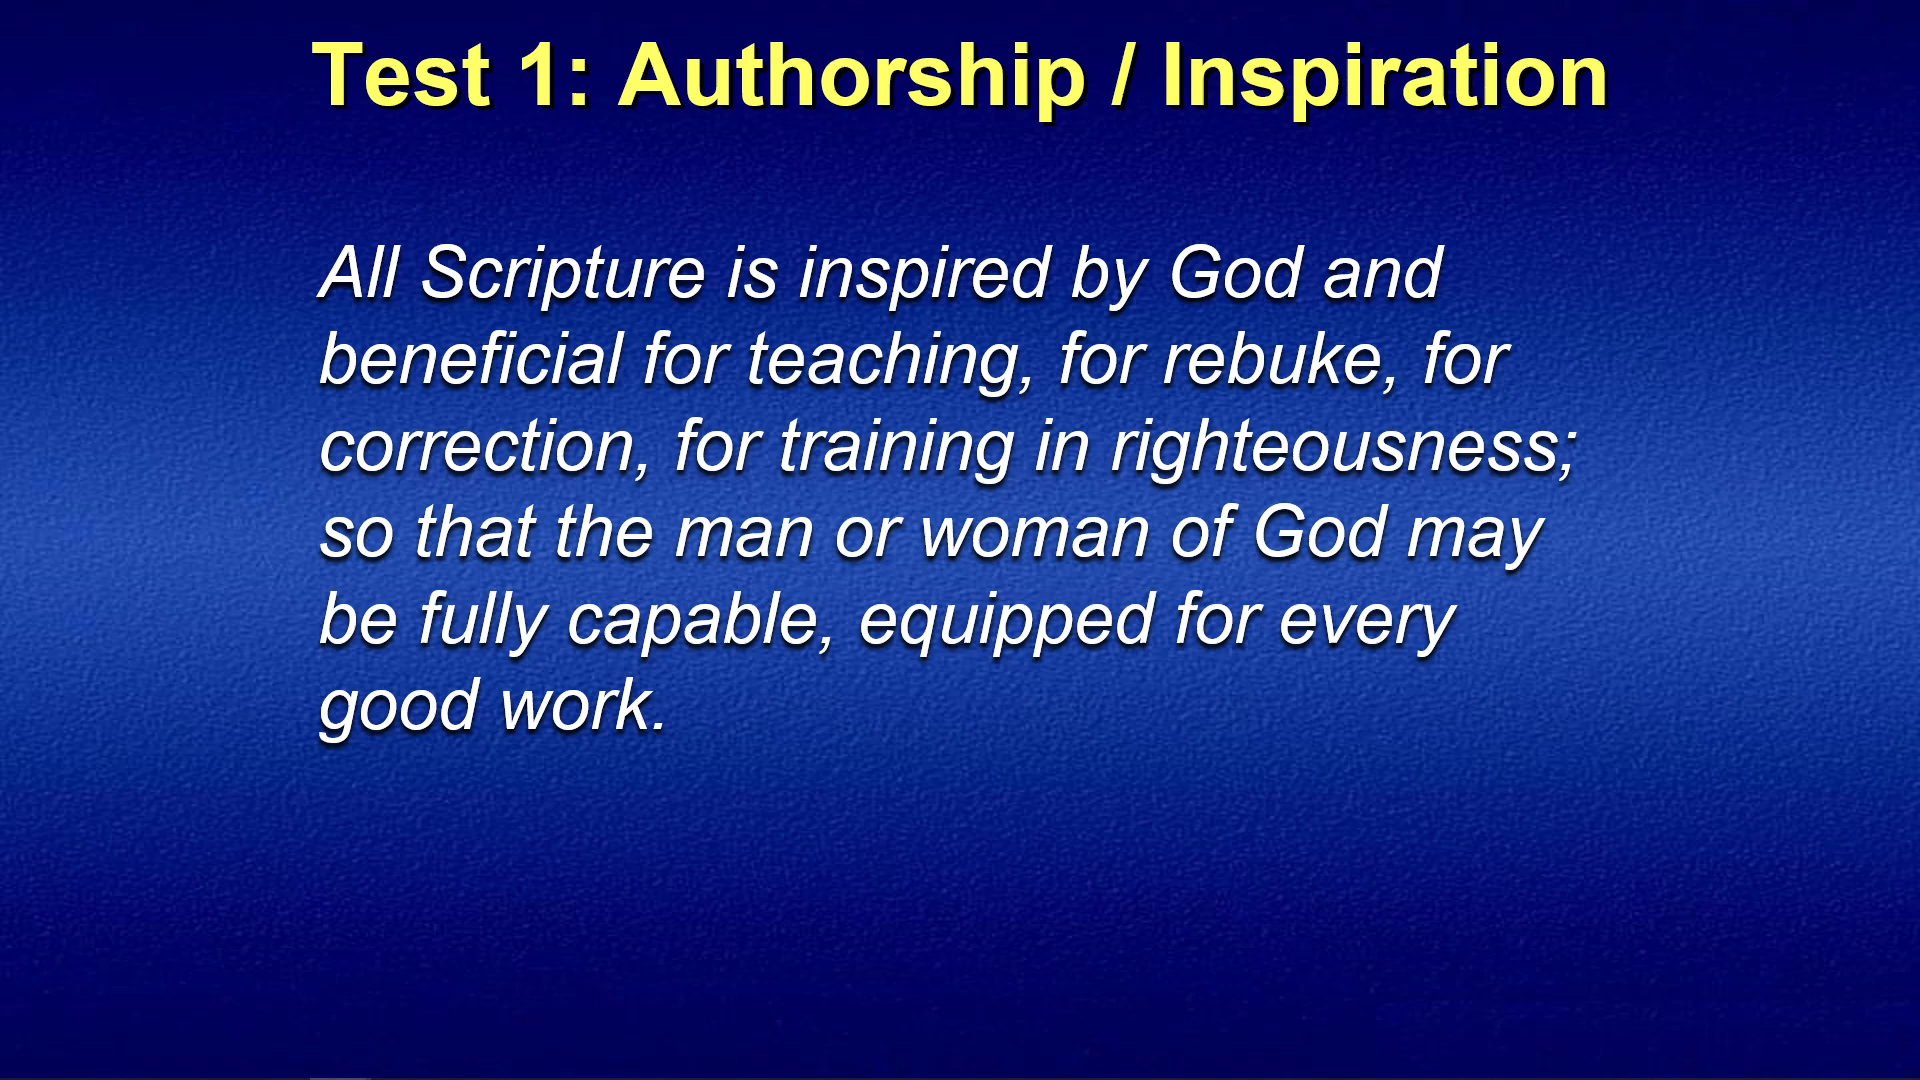 Test 1: Authorship / Inspiration
All Scripture is inspired by God and
beneficial for teaching, for rebuke, for
correction, for training in righteousness;
so that the man or woman of God may
be fully capable, equipped for every
good work.